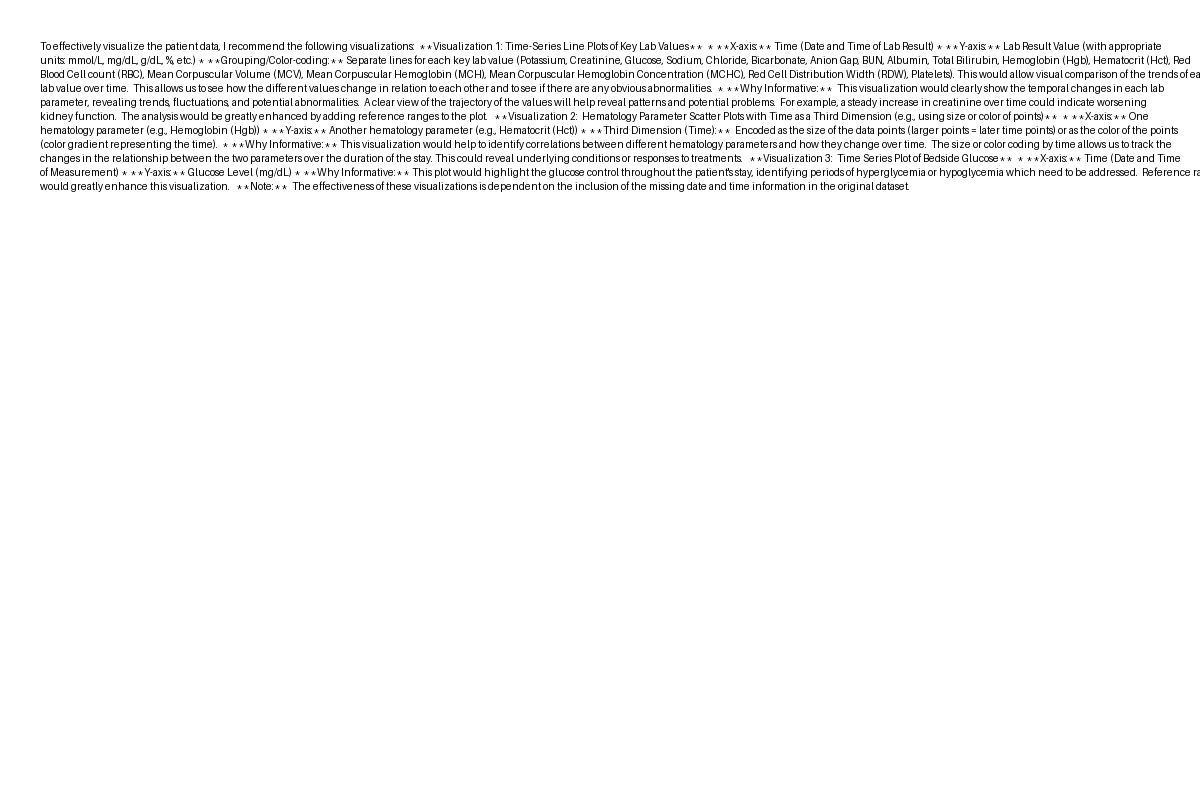 To effectively visualize the patient data, I recommend the following visualizations: **Visualization 1: Time-Series Line Plots of Key Lab Values** * **X-axis:** Time (Date and Time of Lab Result) * **Y-axis:** Lab Result Value (with appropriate
units: mmol/L, mg/dL, g/dL, %, etc.) * **Grouping/Color-coding:** Separate lines for each key lab value (Potassium, Creatinine, Glucose, Sodium, Chloride, Bicarbonate, Anion Gap, BUN, Albumin, Total Bilirubin, Hemoglobin (Hgb), Hematocrit (Hct), Red
Blood Cell count (RBC), Mean Corpuscular Volume (MCV), Mean Corpuscular Hemoglobin (MCH), Mean Corpuscular Hemoglobin Concentration (MCHC), Red Cell Distribution Width (RDW), Platelets). This would allow visual comparison of the trends of ea
lab value over time. This allows us to see how the different values change in relation to each other and to see if there are any obvious abnormalities. * **Why Informative:** This visualization would clearly show the temporal changes in each lab
parameter, revealing trends, fluctuations, and potential abnormalities. A clear view of the trajectory of the values will help reveal patterns and potential problems. For example, a steady increase in creatinine over time could indicate worsening
kidney function. The analysis would be greatly enhanced by adding reference ranges to the plot. **Visualization 2: Hematology Parameter Scatter Plots with Time as a Third Dimension (e.g., using size or color of points)** * **X-axis:** One
hematology parameter (e.g., Hemoglobin (Hgb)) * **Y-axis:** Another hematology parameter (e.g., Hematocrit (Hct)) * **Third Dimension (Time):** Encoded as the size of the data points (larger points = later time points) or as the color of the points
(color gradient representing the time). * **Why Informative:** This visualization would help to identify correlations between different hematology parameters and how they change over time. The size or color coding by time allows us to track the
changes in the relationship between the two parameters over the duration of the stay. This could reveal underlying conditions or responses to treatments. **Visualization 3: Time Series Plot of Bedside Glucose** * **X-axis:** Time (Date and Time
of Measurement) * **Y-axis:** Glucose Level (mg/dL) * **Why Informative:** This plot would highlight the glucose control throughout the patient's stay, identifying periods of hyperglycemia or hypoglycemia which need to be addressed. Reference ra
would greatly enhance this visualization. **Note:** The effectiveness of these visualizations is dependent on the inclusion of the missing date and time information in the original dataset.